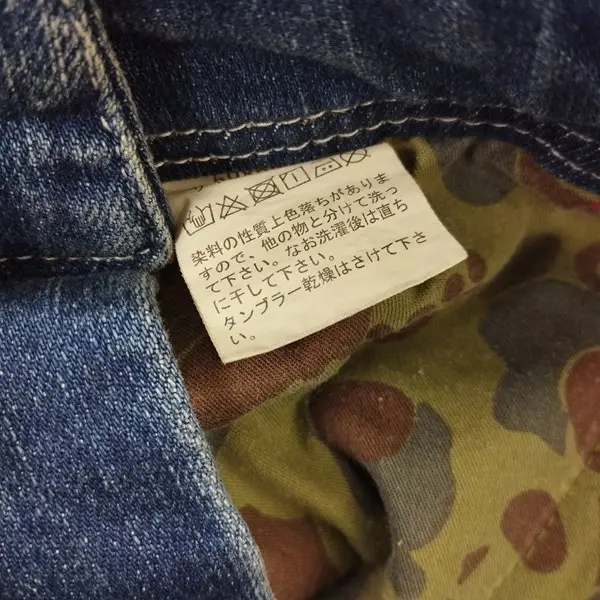 染料の性質上色落ちがありま
すので、他の物と分けて洗っ
て下さい。なお洗濯後は直ち
に干して下さい。
タンブラー乾燥はさけて下さ
い。